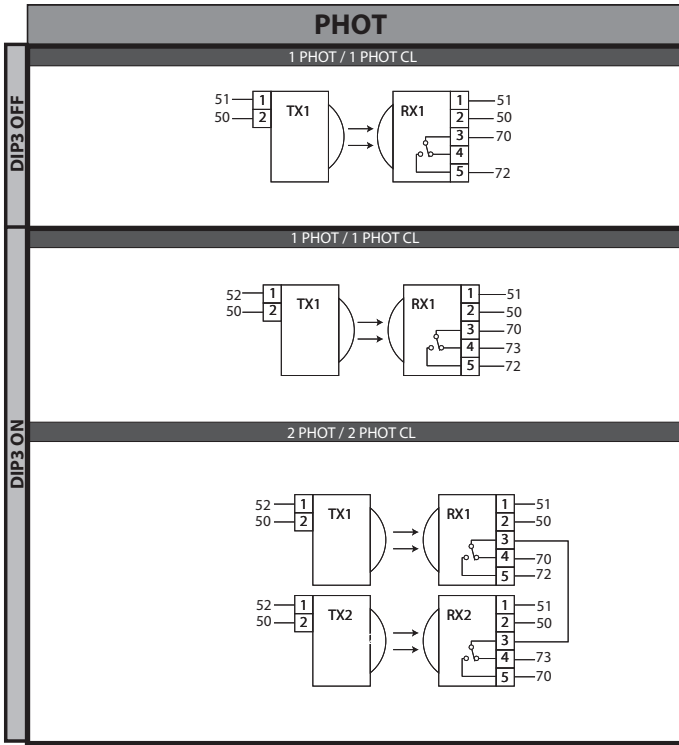 PHOT
DIP3 OFF
1 PHOT / 1 PHOT CL
51 1 TX1 RX1 1 51
50 2 2 50
3 70
4
5 72
DIP3 ON
1 PHOT / 1 PHOT CL
52 1 TX1 RX1 1 51
50 2 2 50
3 70
4 73
5 72
2 PHOT / 2 PHOT CL
52 1 TX1 RX1 1 51
50 2 2 50
3
4 70
5 72
52 1 TX2 RX2 1 51
50 2 2 50
3
4 73
5 70